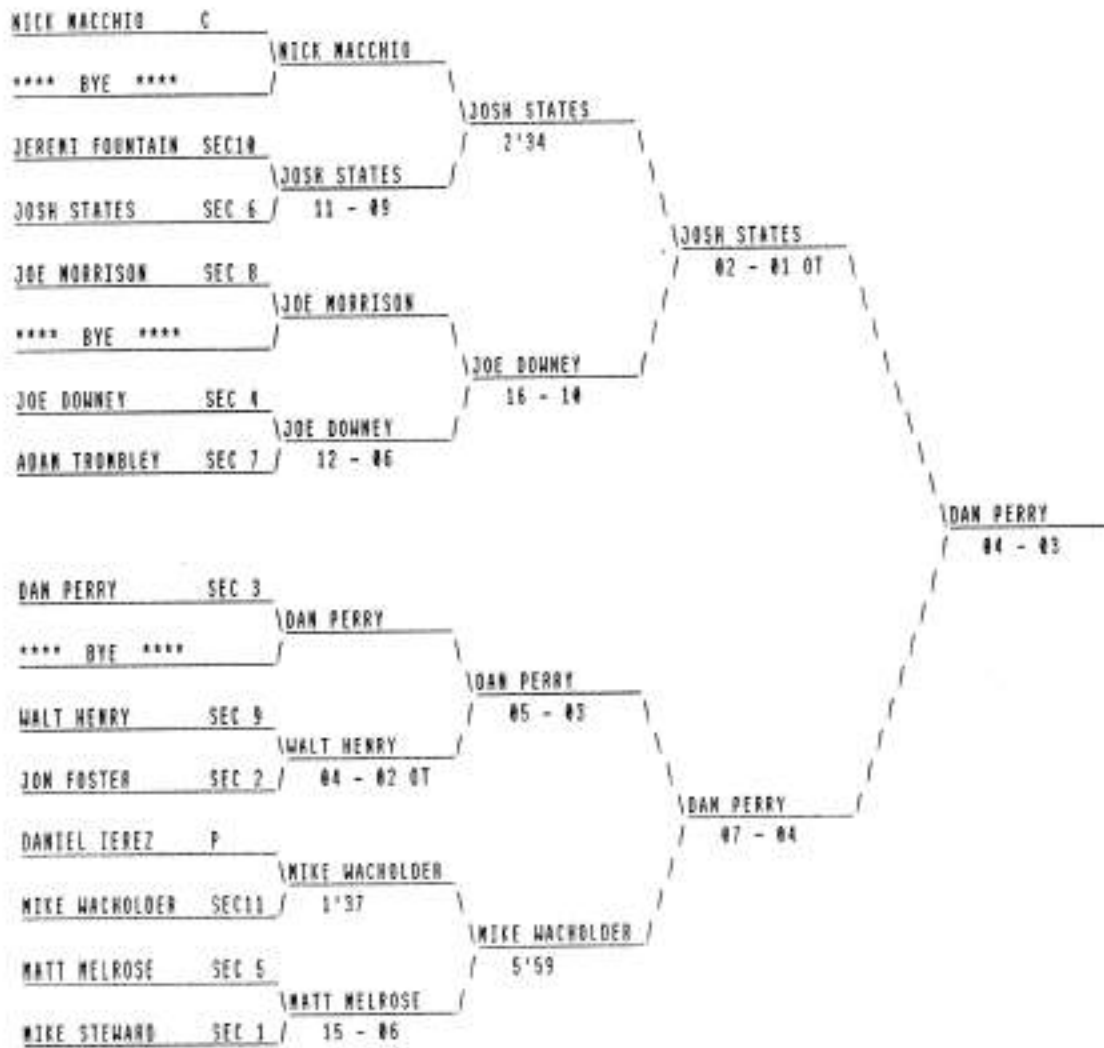 NICK MACCHIO C
NICK MACCHIO
**** BYE ****
JOSH STATES
2'34
JEREMI FOUNTAIN SEC10
JOSH STATES
11 - 09
JOSH STATES SEC 6
JOSH STATES
02 - 01 OT
JOE MORRISON SEC 8
JOE MORRISON
**** BYE ****
JOE DOWNEY
16 - 10
JOE DOWNEY SEC 4
JOE DOWNEY
12 - 06
ADAM TROMBLEY SEC 7
DAN PERRY
04 - 03
DAN PERRY SEC 3
DAN PERRY
**** BYE ****
DAN PERRY
05 - 03
WALT HENRY SEC 9
WALT HENRY
04 - 02 OT
JON FOSTER SEC 2
DAN PERRY
07 - 04
DANIEL IEREZ P
MIKE WACHOLDER
1'37
MIKE WACHOLDER SEC11
MIKE WACHOLDER
5'59
MATT MELROSE SEC 5
MATT MELROSE
15 - 06
MIKE STEWARD SEC 1